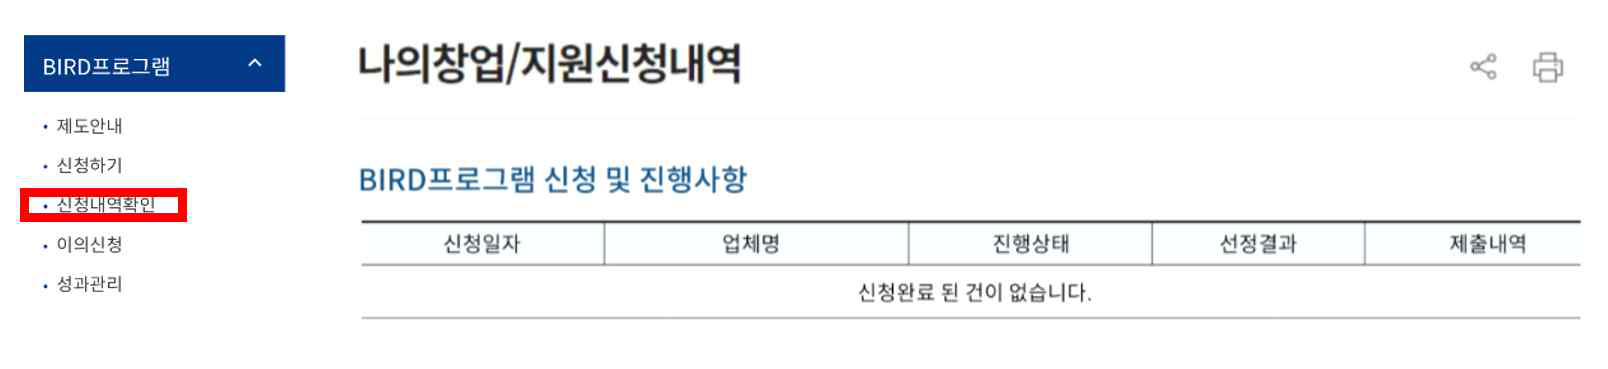 BIRD프로그램
• 제도안내
• 신청하기
• 신청내역확인
• 이의신청
• 성과관리
나의창업/지원신청내역
BIRD프로그램 신청 및 진행사항
신청일자 업체명 진행상태 선정결과 제출내역
신청완료 된 건이 없습니다.